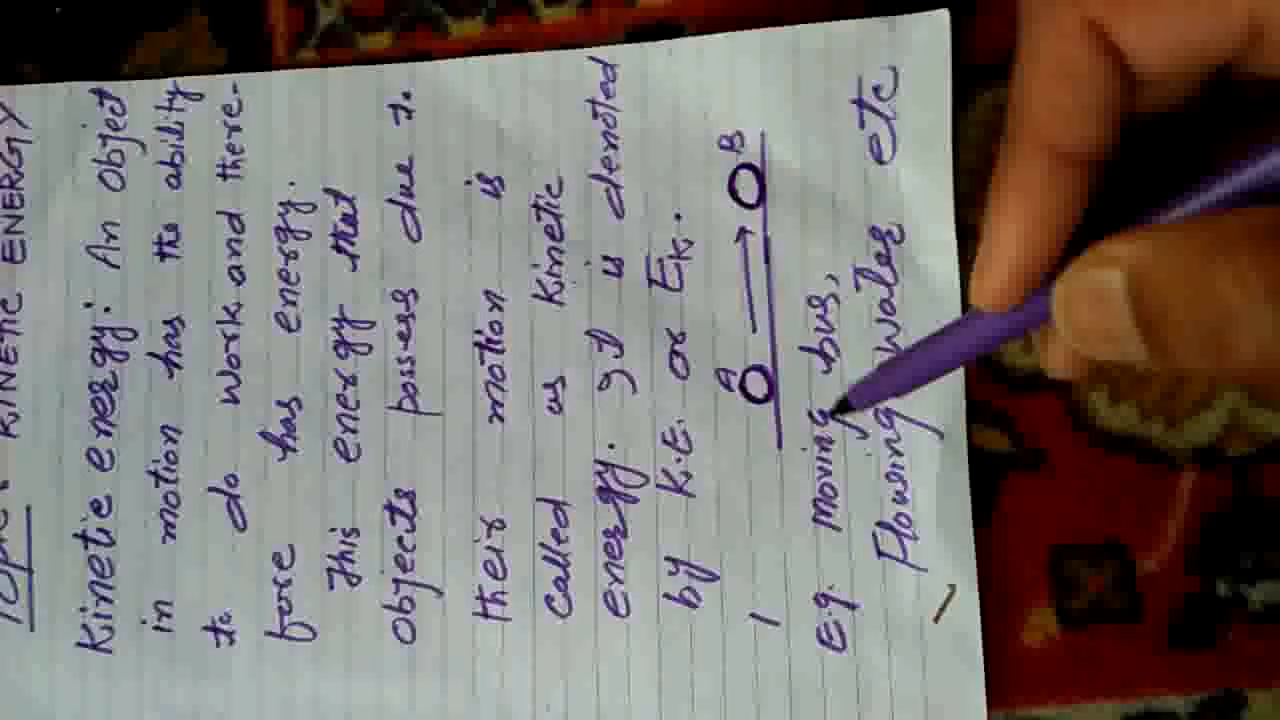 Topic: KINETIC ENERGY
Kinetic energy: An object
in motion has the ability
to do work and there-
fore has energy.
This energy that
objects possess due to
their motion is
called as kinetic
energy. It is denoted
by K.E. or Ek.
A B
Eg. moving bus,
Flowing water etc